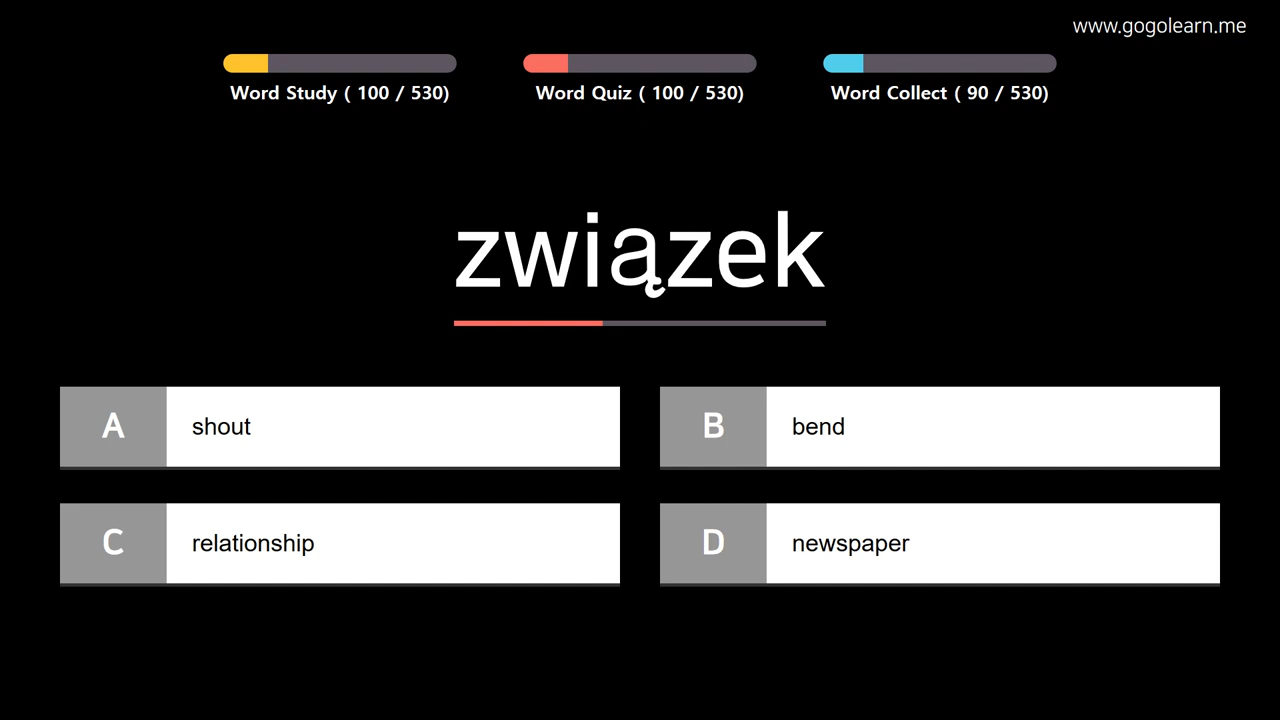 www.gogolearn.me
Word Study ( 100 / 530)
Word Quiz ( 100 / 530)
Word Collect ( 90 / 530)
związek
A shout
B bend
C relationship
D newspaper